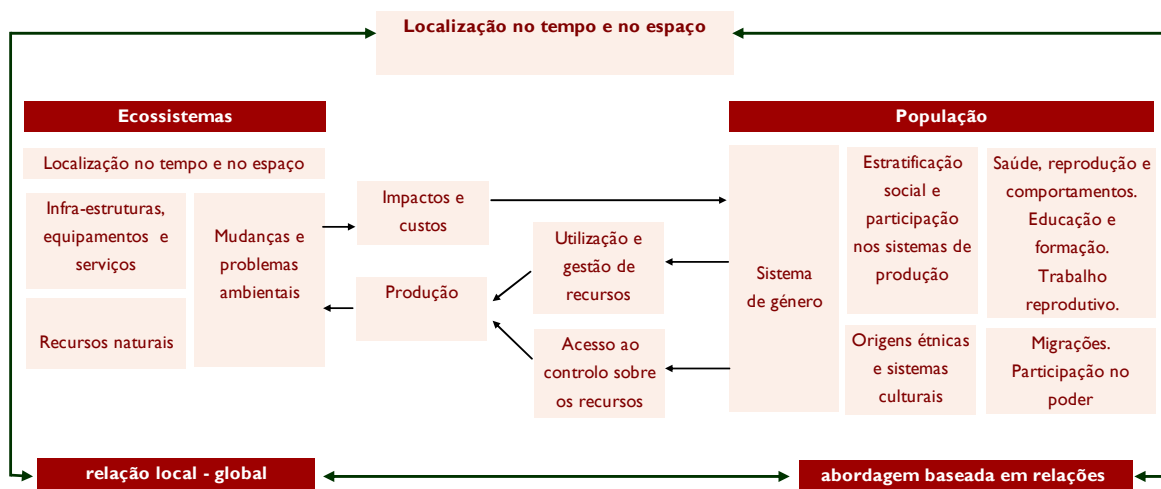 Localização no tempo e no espaço
Ecossistemas
Localização no tempo e no espaço
Infra-estruturas,
equipamentos e
serviços
Recursos naturais
Mudanças e
problemas
ambientais
Impactos e
custos
Produção
Utilização e
gestão de
recursos
Acesso ao
controlo sobre
os recursos
População
Sistema
de género
Estratificação
social e
participação
nos sistemas de
produção
Saúde, reprodução e
comportamentos.
Educação e
formação.
Trabalho
reprodutivo.
Origens étnicas
e sistemas
culturais
Migrações.
Participação no
poder
relação local - global
abordagem baseada em relações